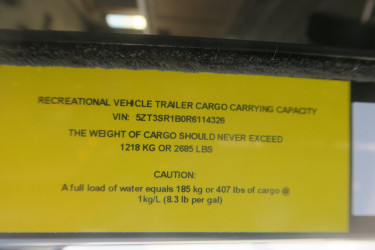 RECREATIONAL VEHICLE TRAILER CARGO CARRYING CAPACITY
VIN: 5ZT3SR1B0R6114326
THE WEIGHT OF CARGO SHOULD NEVER EXCEED
1218 KG OR 2685 LBS
CAUTION:
A full load of water equals 185 kg or 407 lbs of cargo @
1kg/L (8.3 lb per gal)